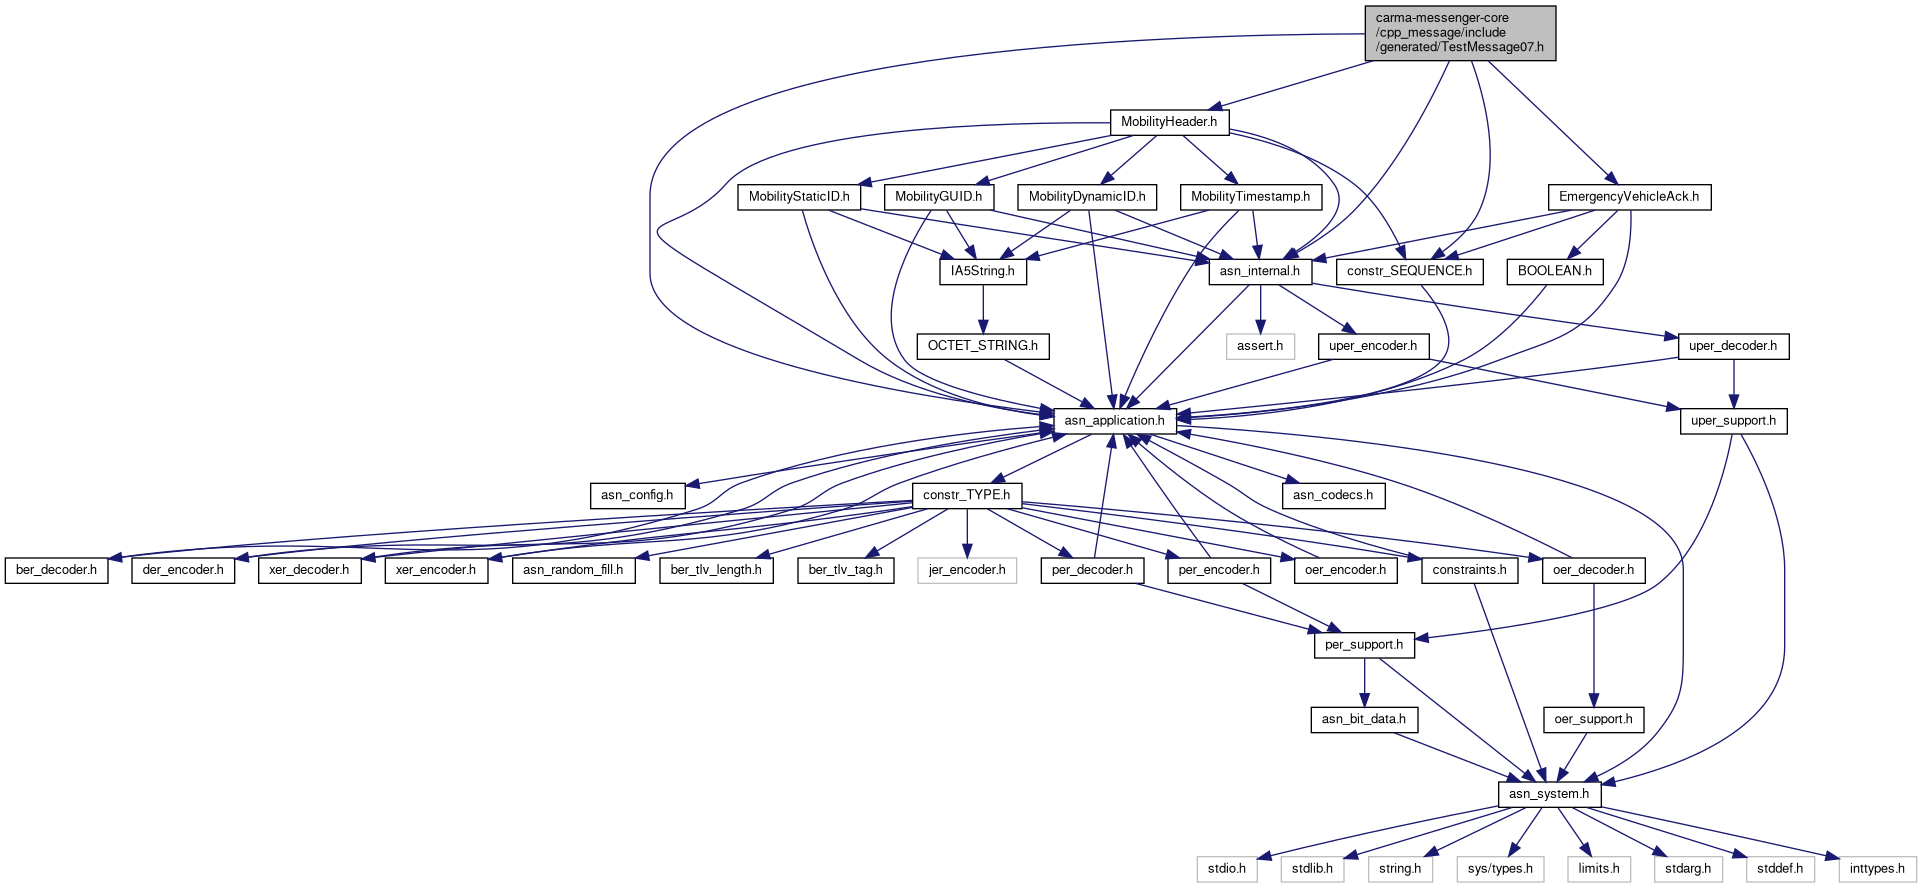 carma-messenger-core
/cpp_message/include
/generated/TestMessage07.h
MobilityHeader.h
MobilityStaticID.h
MobilityGUID.h
MobilityDynamicID.h
MobilityTimestamp.h
EmergencyVehicleAck.h
IA5String.h
asn_internal.h
constr_SEQUENCE.h
BOOLEAN.h
OCTET_STRING.h
assert.h
uper_encoder.h
uper_decoder.h
asn_application.h
uper_support.h
asn_config.h
constr_TYPE.h
asn_codecs.h
ber_decoder.h
der_encoder.h
xer_decoder.h
xer_encoder.h
asn_random_fill.h
ber_tlv_length.h
ber_tlv_tag.h
jer_encoder.h
per_decoder.h
per_encoder.h
oer_encoder.h
constraints.h
oer_decoder.h
per_support.h
asn_bit_data.h
oer_support.h
asn_system.h
stdio.h
stdlib.h
string.h
sys/types.h
limits.h
stdarg.h
stddef.h
inttypes.h